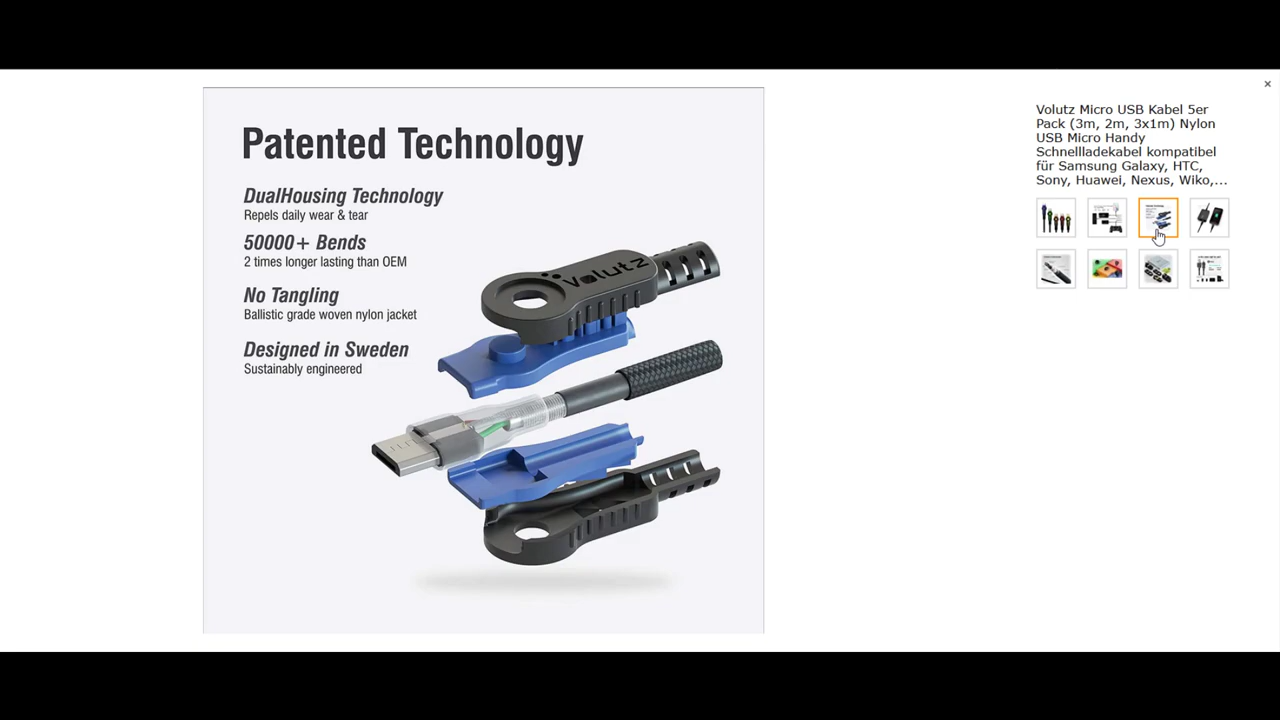 Patented Technology
DualHousing Technology
Repels daily wear & tear
50000+ Bends
2 times longer lasting than OEM
No Tangling
Ballistic grade woven nylon jacket
Designed in Sweden
Sustainably engineered
Volutz
×
Volutz Micro USB Kabel 5er
Pack (3m, 2m, 3x1m) Nylon
USB Micro Handy
Schnellladekabel kompatibel
für Samsung Galaxy, HTC,
Sony, Huawei, Nexus, Wiko,...